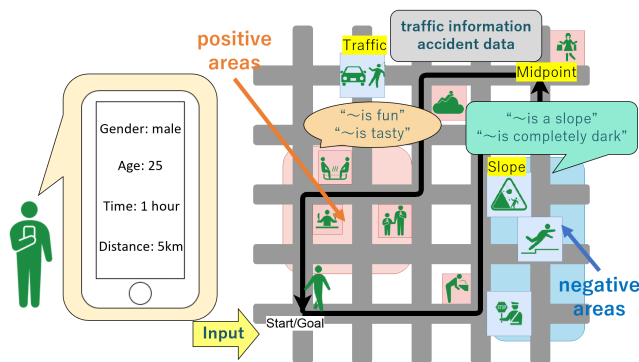 positive
areas
Traffic
traffic information
accident data
Midpoint
Gender: male
Age: 25
Time: 1 hour
Distance: 5km
“～is fun”
“～is tasty”
“～is a slope”
“～is completely dark”
Slope
STOP
negative
areas
Start/Goal
Input